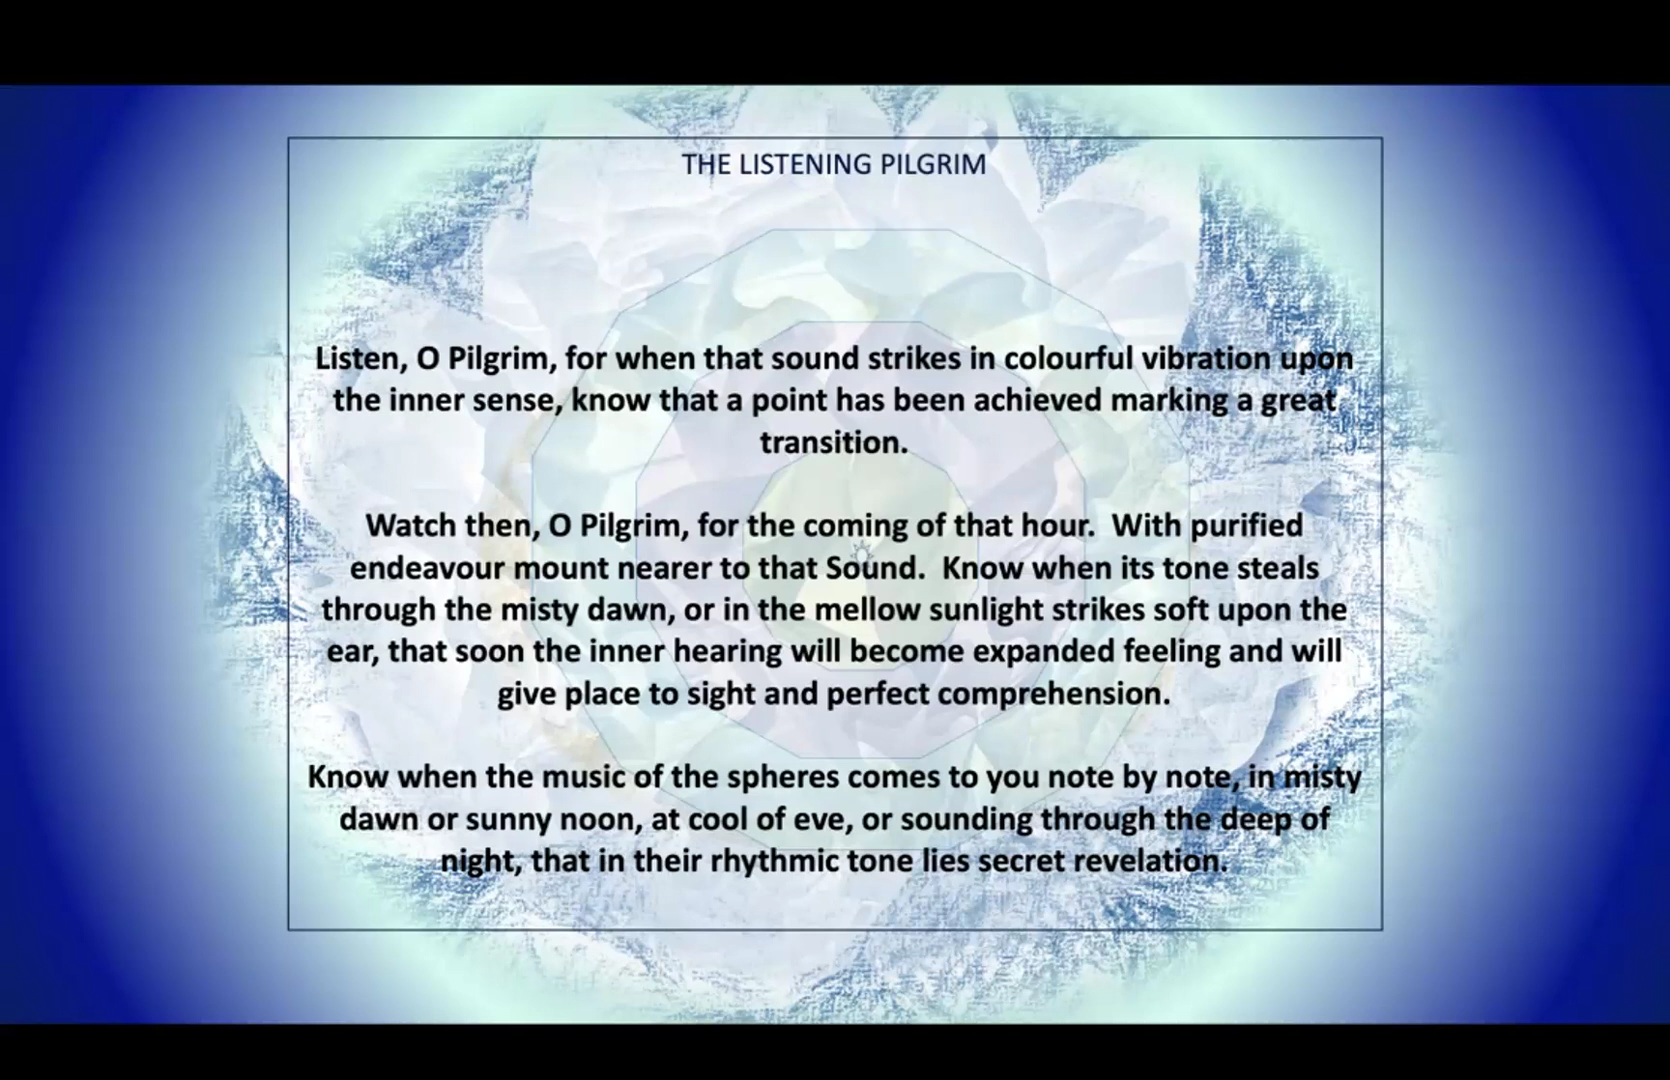 THE LISTENING PILGRIM
Listen, O Pilgrim, for when that sound strikes in colourful vibration upon
the inner sense, know that a point has been achieved marking a great
transition.
Watch then, O Pilgrim, for the coming of that hour.  With purified
endeavour mount nearer to that Sound.  Know when its tone steals
through the misty dawn, or in the mellow sunlight strikes soft upon the
ear, that soon the inner hearing will become expanded feeling and will
give place to sight and perfect comprehension.
Know when the music of the spheres comes to you note by note, in misty
dawn or sunny noon, at cool of eve, or sounding through the deep of
night, that in their rhythmic tone lies secret revelation.